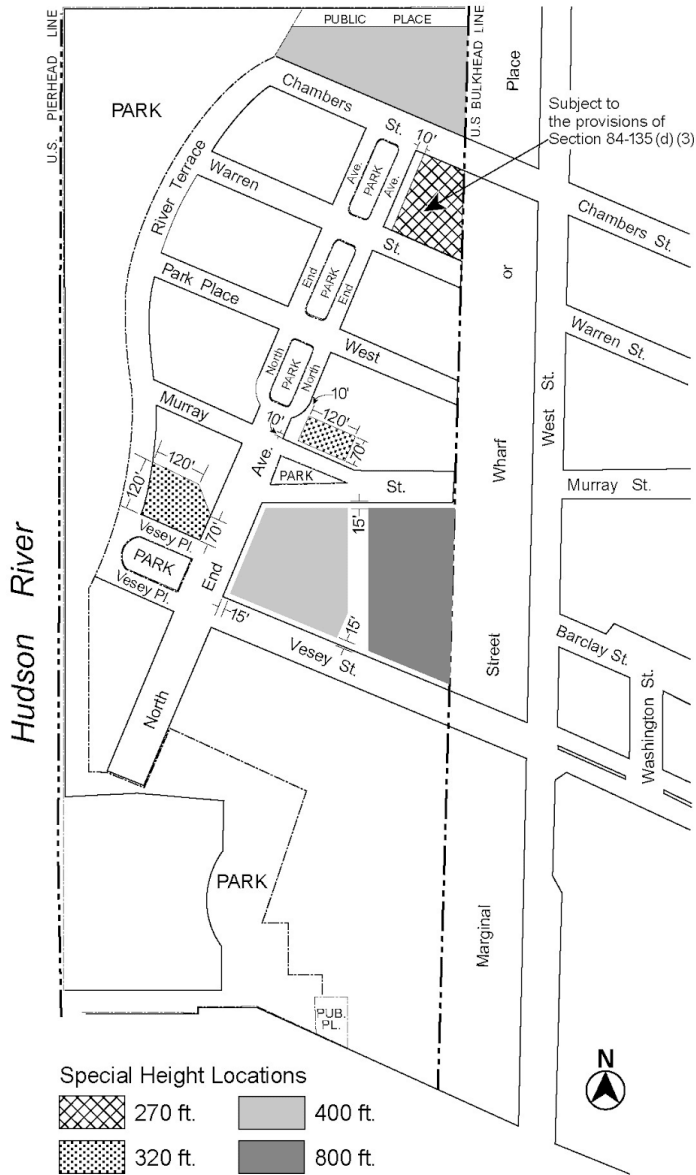 PUBLIC PLACE
U.S. PIERHEAD LINE
U.S BULKHEAD LINE
Place
PARK
Chambers
St.
10'
Subject to
the provisions of
Section 84-135 (d) (3)
River Terrace
Warren
Ave.
PARK
Ave.
St.
Chambers St.
or
Park Place
End
PARK
End
West
Warren St.
North
PARK
North
West St.
10'
120'
70'
10'
Murray
Ave.
Wharf
PARK
St.
Murray St.
120'
120'
70'
15'
Vesey Pl.
PARK
Vesey Pl.
End
15'
15'
Vesey St.
Street
Barclay St.
Washington St.
Hudson River
North
PARK
Marginal
PUB.
PL.
N
Special Height Locations
270 ft.
400 ft.
320 ft.
800 ft.